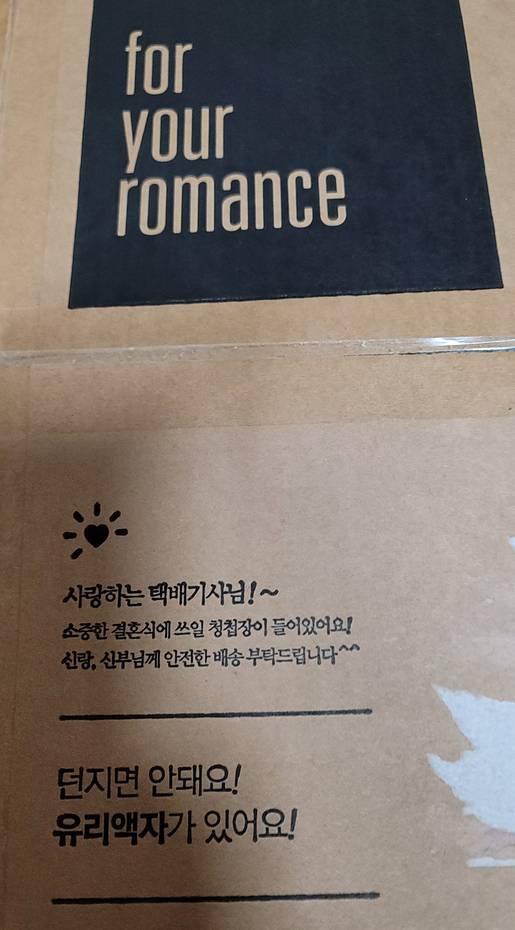 for
your
romance
사랑하는 택배기사님!~
소중한 결혼식에 쓰일 청첩장이 들어있어요!
신랑, 신부님께 안전한 배송 부탁드립니다^^
던지면 안돼요!
유리액자가 있어요!